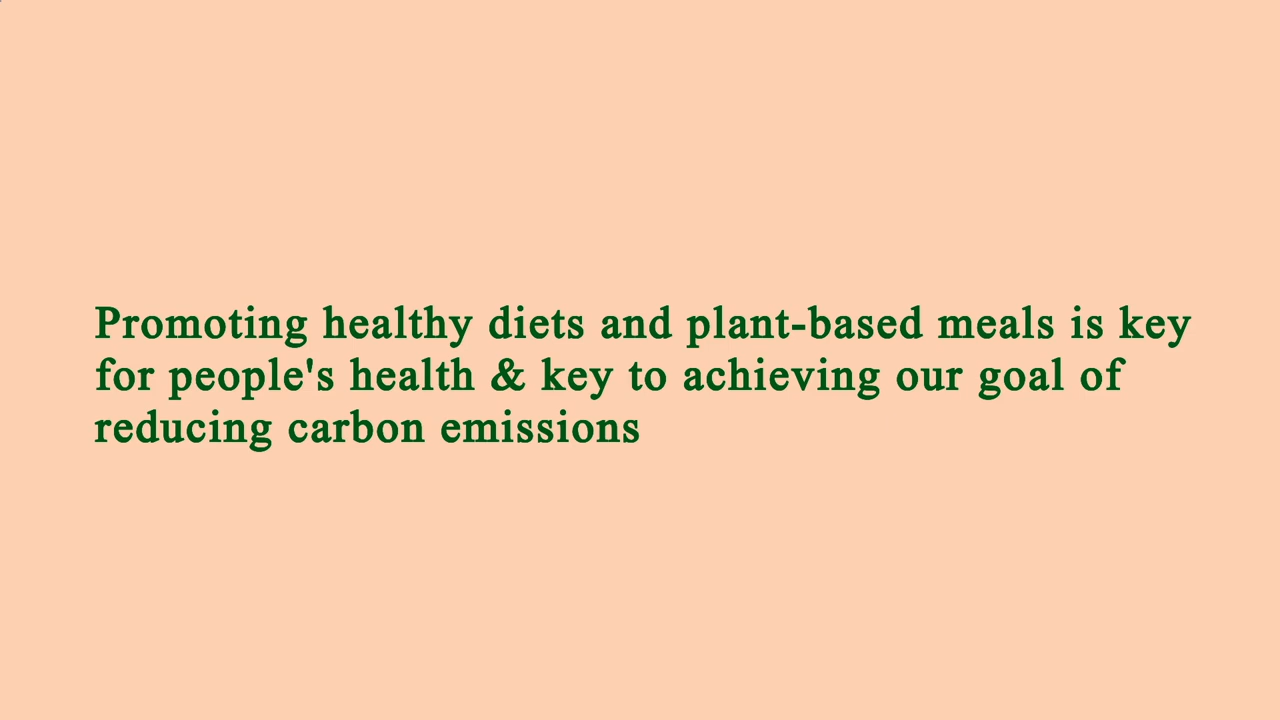 Promoting healthy diets and plant-based meals is key
for people's health & key to achieving our goal of
reducing carbon emissions